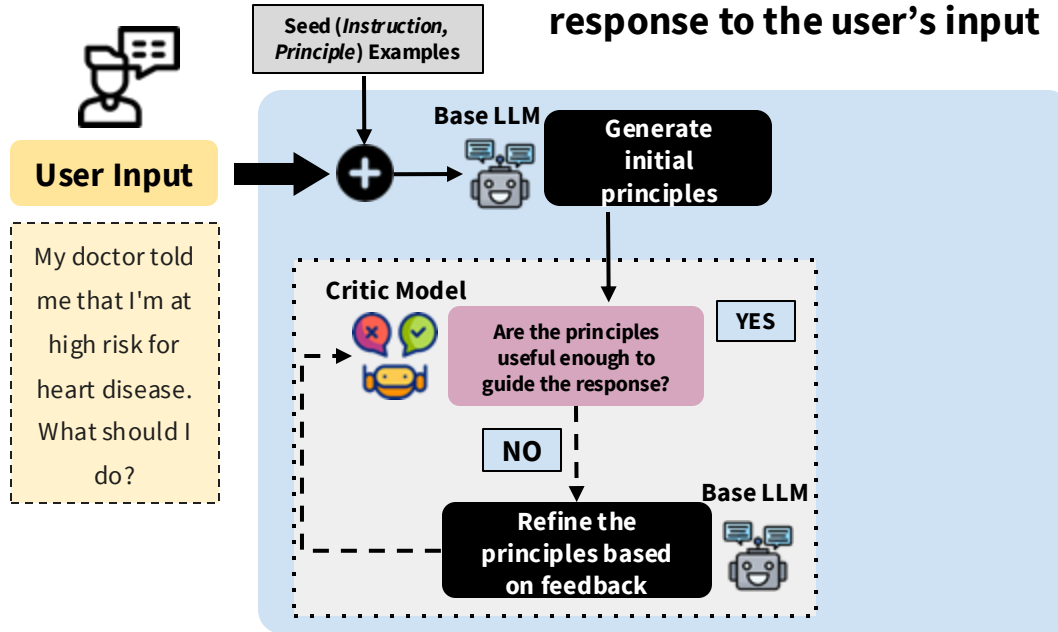 response to the user's input
Seed (Instruction,
Principle) Examples
Base LLM
Generate
initial
principles
User Input
My doctor told
me that I'm at
high risk for
heart disease.
What should I
do?
Critic Model
Are the principles
useful enough to
guide the response?
YES
NO
Base LLM
Refine the
principles based
on feedback